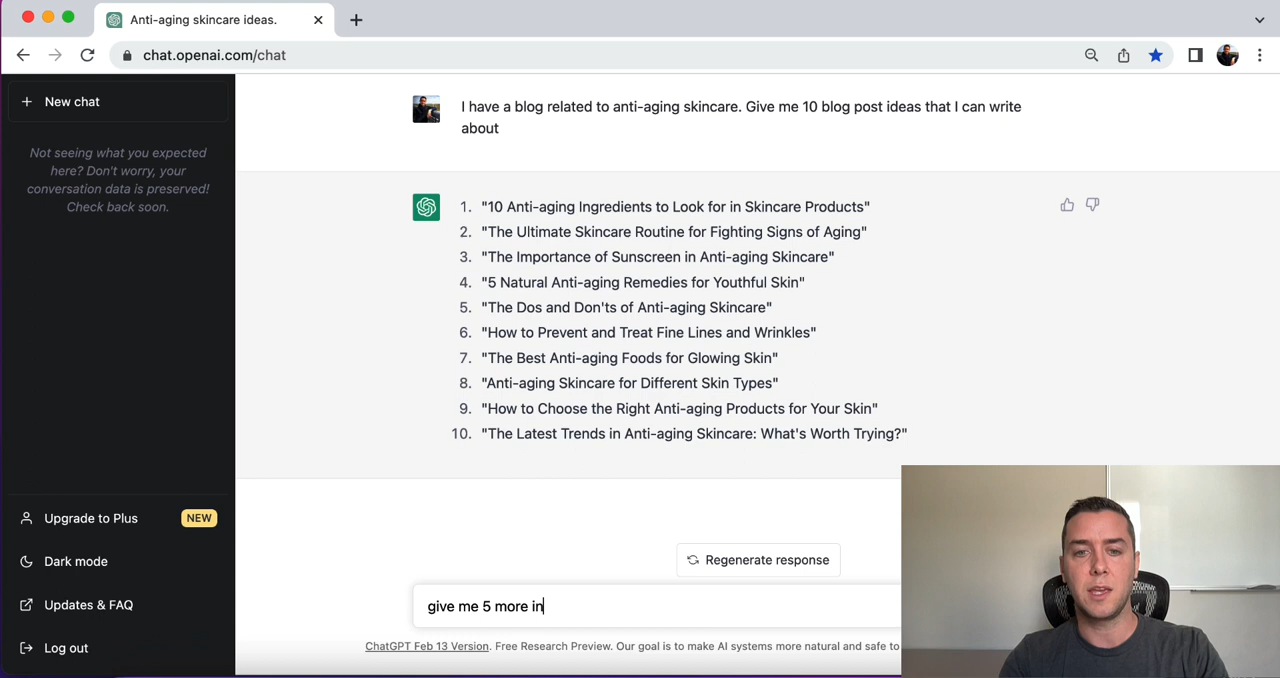 Anti-aging skincare ideas.
chat.openai.com/chat
New chat
Not seeing what you expected
here? Don't worry, your
conversation data is preserved!
Check back soon.
I have a blog related to anti-aging skincare. Give me 10 blog post ideas that I can write
about
1. "10 Anti-aging Ingredients to Look for in Skincare Products"
2. "The Ultimate Skincare Routine for Fighting Signs of Aging"
3. "The Importance of Sunscreen in Anti-aging Skincare"
4. "5 Natural Anti-aging Remedies for Youthful Skin"
5. "The Dos and Don'ts of Anti-aging Skincare"
6. "How to Prevent and Treat Fine Lines and Wrinkles"
7. "The Best Anti-aging Foods for Glowing Skin"
8. "Anti-aging Skincare for Different Skin Types"
9. "How to Choose the Right Anti-aging Products for Your Skin"
10. "The Latest Trends in Anti-aging Skincare: What's Worth Trying?"
Upgrade to Plus NEW
Dark mode
Updates & FAQ
Log out
Regenerate response
give me 5 more in
ChatGPT Feb 13 Version. Free Research Preview. Our goal is to make AI systems more natural and safe to